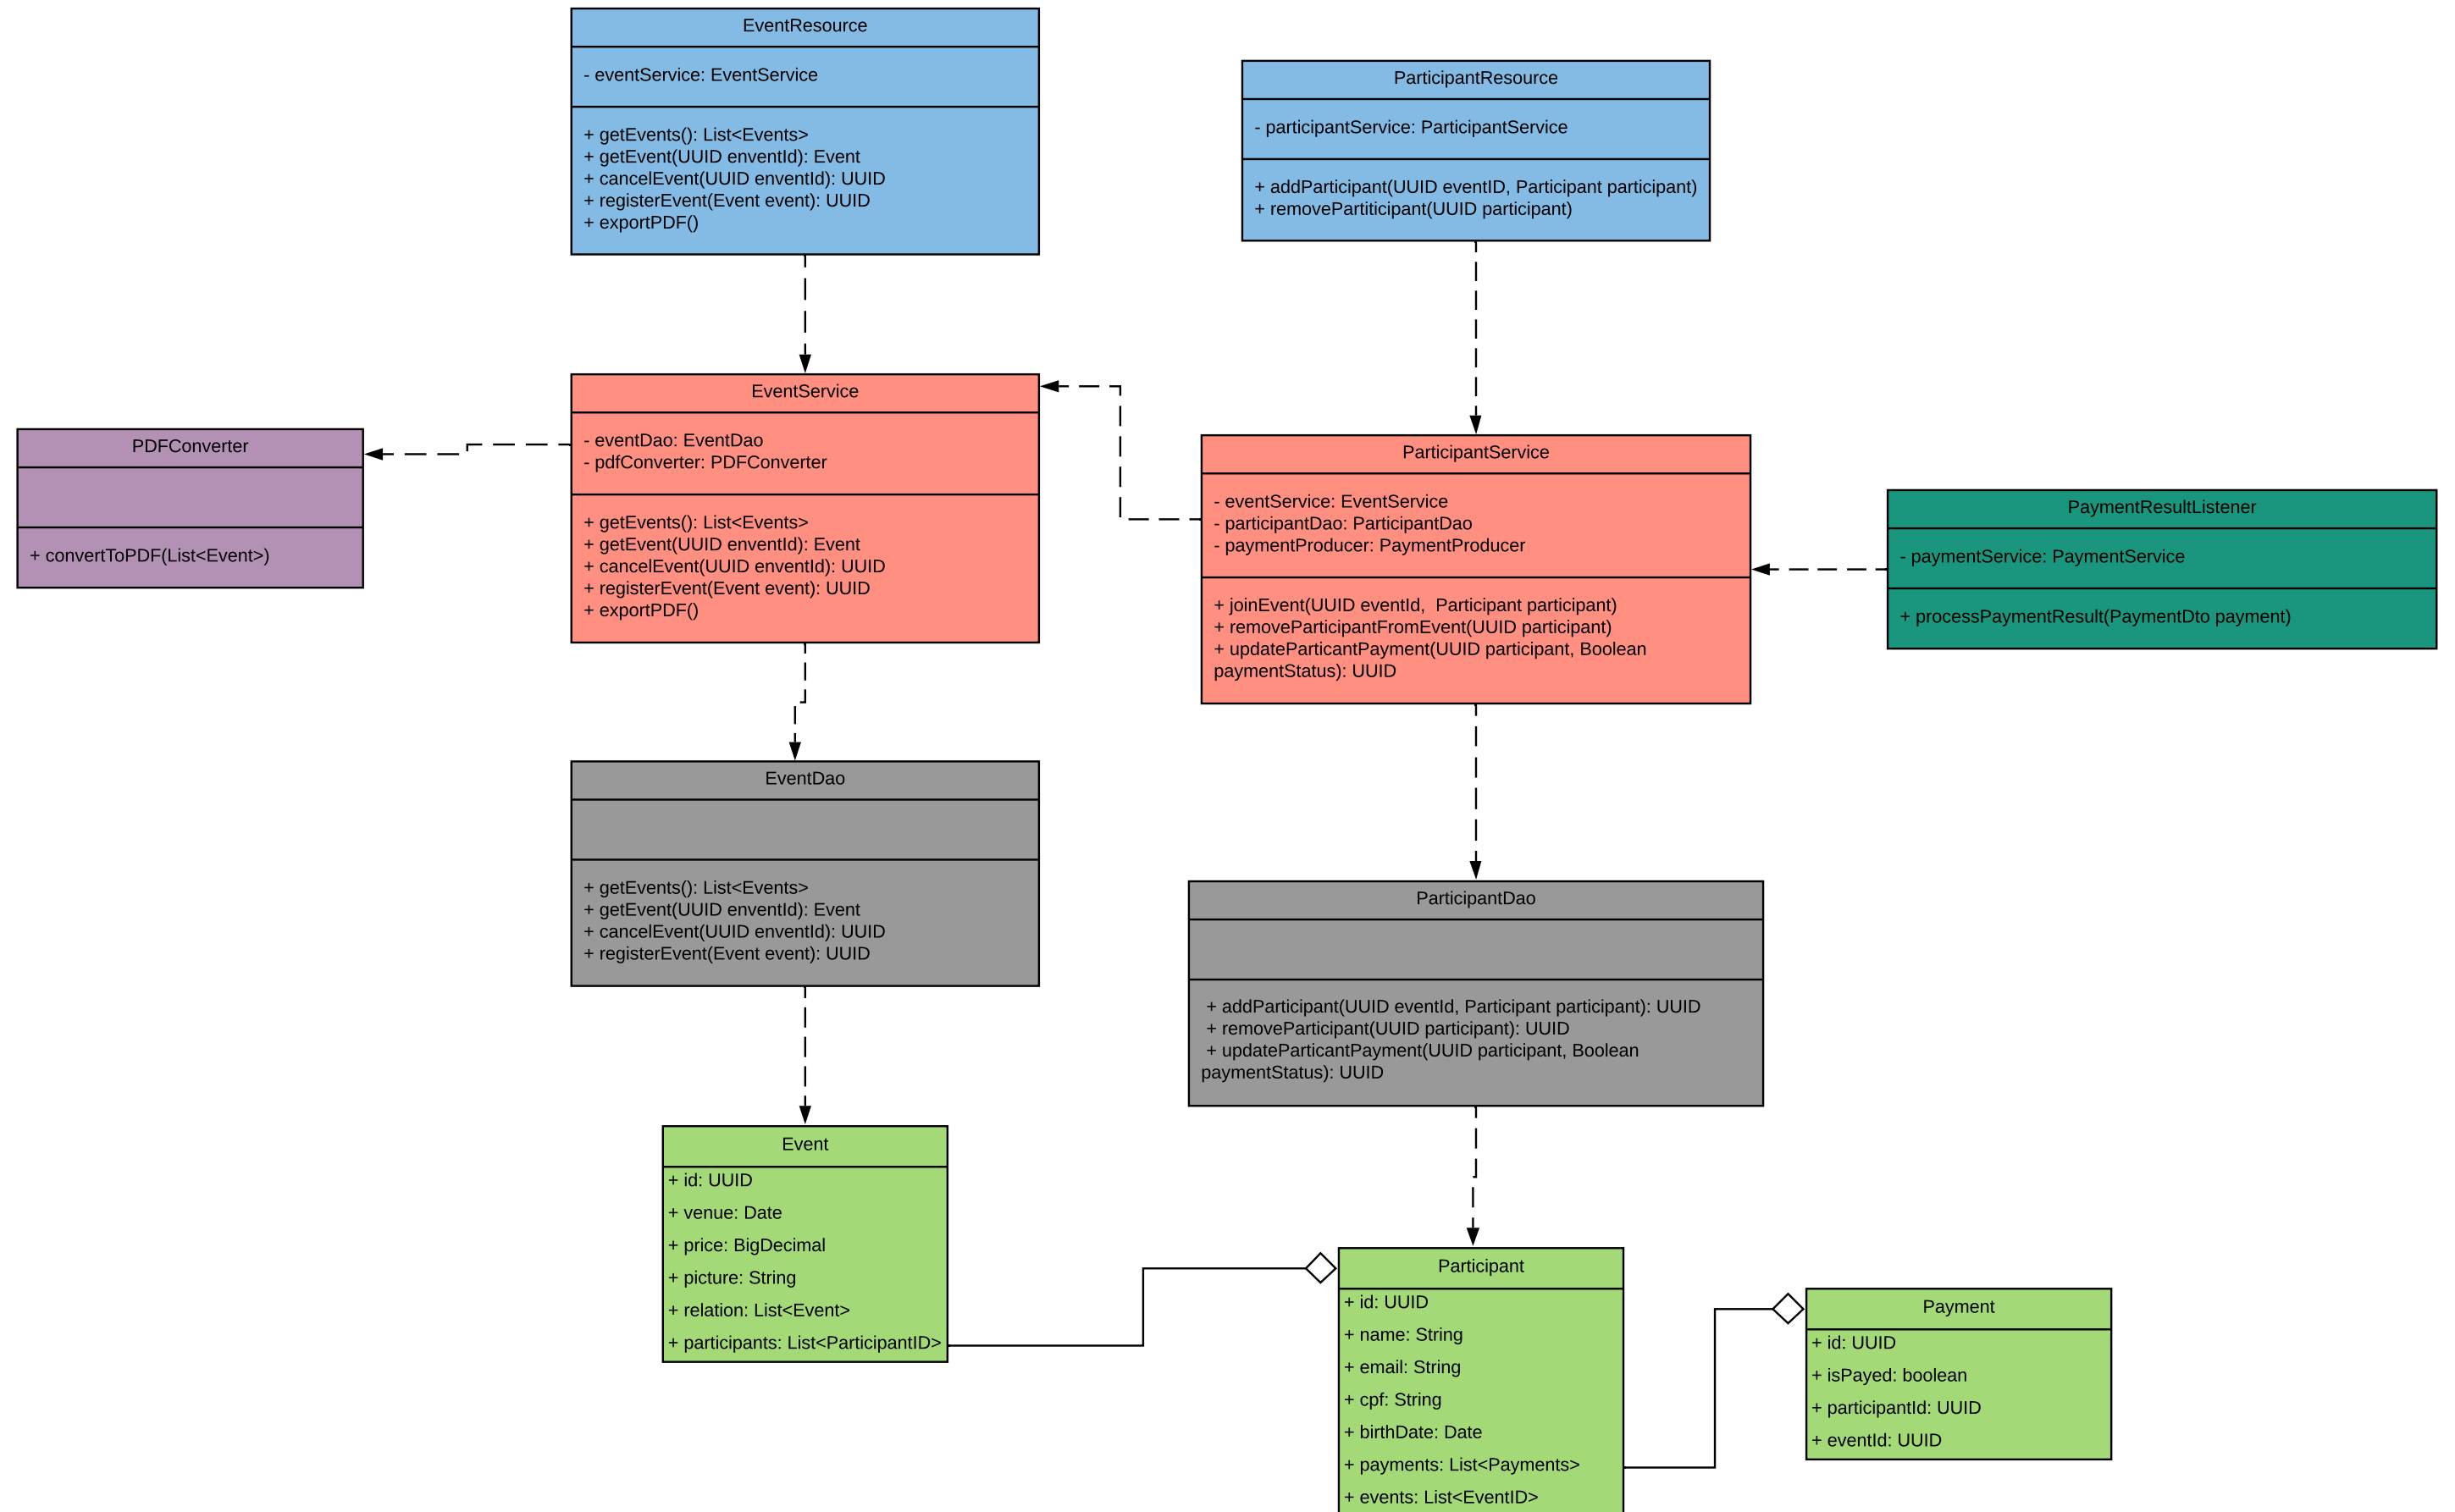 EventResource
- eventService: EventService
+ getEvents(): List<Events>
+ getEvent(UUID enventId): Event
+ cancelEvent(UUID enventId): UUID
+ registerEvent(Event event): UUID
+ exportPDF()
ParticipantResource
- participantService: ParticipantService
+ addParticipant(UUID eventID, Participant participant)
+ removePartiticipant(UUID participant)
EventService
- eventDao: EventDao
- pdfConverter: PDFConverter
+ getEvents(): List<Events>
+ getEvent(UUID enventId): Event
+ cancelEvent(UUID enventId): UUID
+ registerEvent(Event event): UUID
+ exportPDF()
PDFConverter
+ convertToPDF(List<Event>)
ParticipantService
- eventService: EventService
- participantDao: ParticipantDao
- paymentProducer: PaymentProducer
+ joinEvent(UUID eventId,  Participant participant)
+ removeParticipantFromEvent(UUID participant)
+ updateParticantPayment(UUID participant, Boolean
paymentStatus): UUID
PaymentResultListener
- paymentService: PaymentService
+ processPaymentResult(PaymentDto payment)
EventDao
+ getEvents(): List<Events>
+ getEvent(UUID enventId): Event
+ cancelEvent(UUID enventId): UUID
+ registerEvent(Event event): UUID
ParticipantDao
+ addParticipant(UUID eventId, Participant participant): UUID
+ removeParticipant(UUID participant): UUID
+ updateParticantPayment(UUID participant, Boolean
paymentStatus): UUID
Event
+ id: UUID
+ venue: Date
+ price: BigDecimal
+ picture: String
+ relation: List<Event>
+ participants: List<ParticipantID>
Participant
+ id: UUID
+ name: String
+ email: String
+ cpf: String
+ birthDate: Date
+ payments: List<Payments>
+ events: List<EventID>
Payment
+ id: UUID
+ isPayed: boolean
+ participantId: UUID
+ eventId: UUID